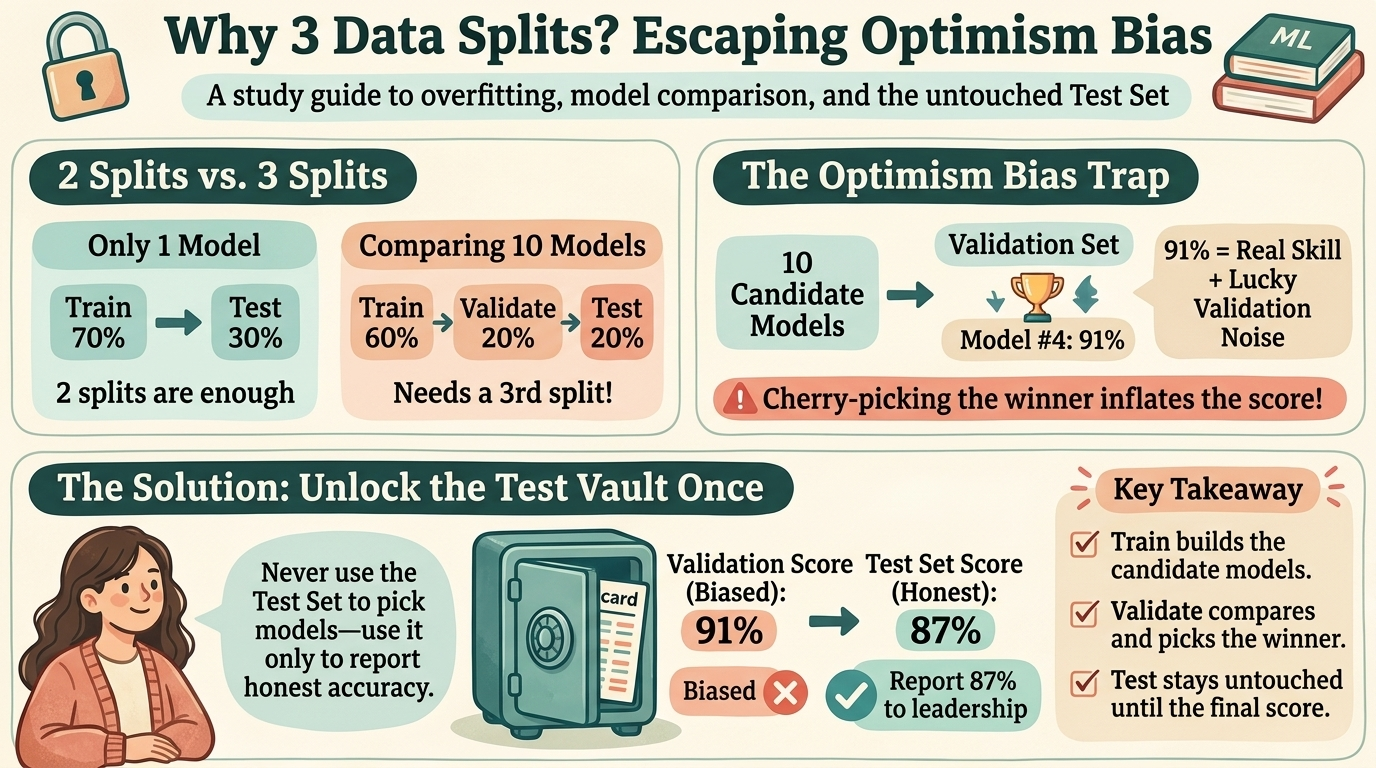 Why 3 Data Splits? Escaping Optimism Bias
ML
A study guide to overfitting, model comparison, and the untouched Test Set
2 Splits vs. 3 Splits
Only 1 Model
Train
70%
Test
30%
2 splits are enough
Comparing 10 Models
Train
60%
Validate
20%
Test
20%
Needs a 3rd split!
The Optimism Bias Trap
10
Candidate
Models
Validation Set
Model #4: 91%
91% = Real Skill
+ Lucky
Validation
Noise
Cherry-picking the winner inflates the score!
The Solution: Unlock the Test Vault Once
Never use the
Test Set to pick
models—use it
only to report
honest accuracy.
card
Validation Score
(Biased):
91%
Biased
Test Set Score
(Honest):
87%
Report 87%
to leadership
Key Takeaway
Train builds the
candidate models.
Validate compares
and picks the winner.
Test stays untouched
until the final score.